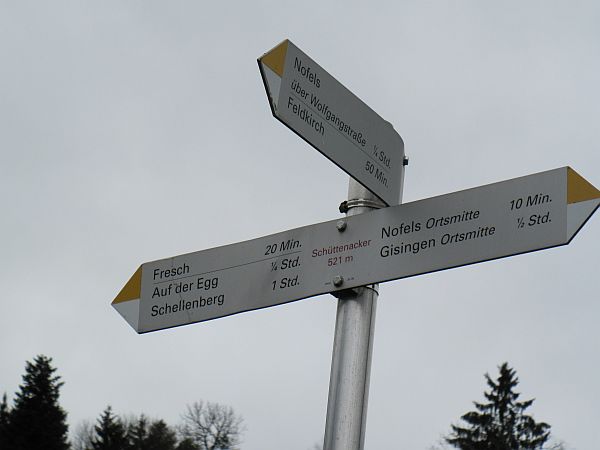 Nofels
über Wolfgangstraße ¼ Std.
Feldkirch 50 Min.
Fresch 20 Min.
Auf der Egg ¼ Std.
Schellenberg 1 Std.
Schüttenacker
521 m
Nofels Ortsmitte 10 Min.
Gisingen Ortsmitte ½ Std.